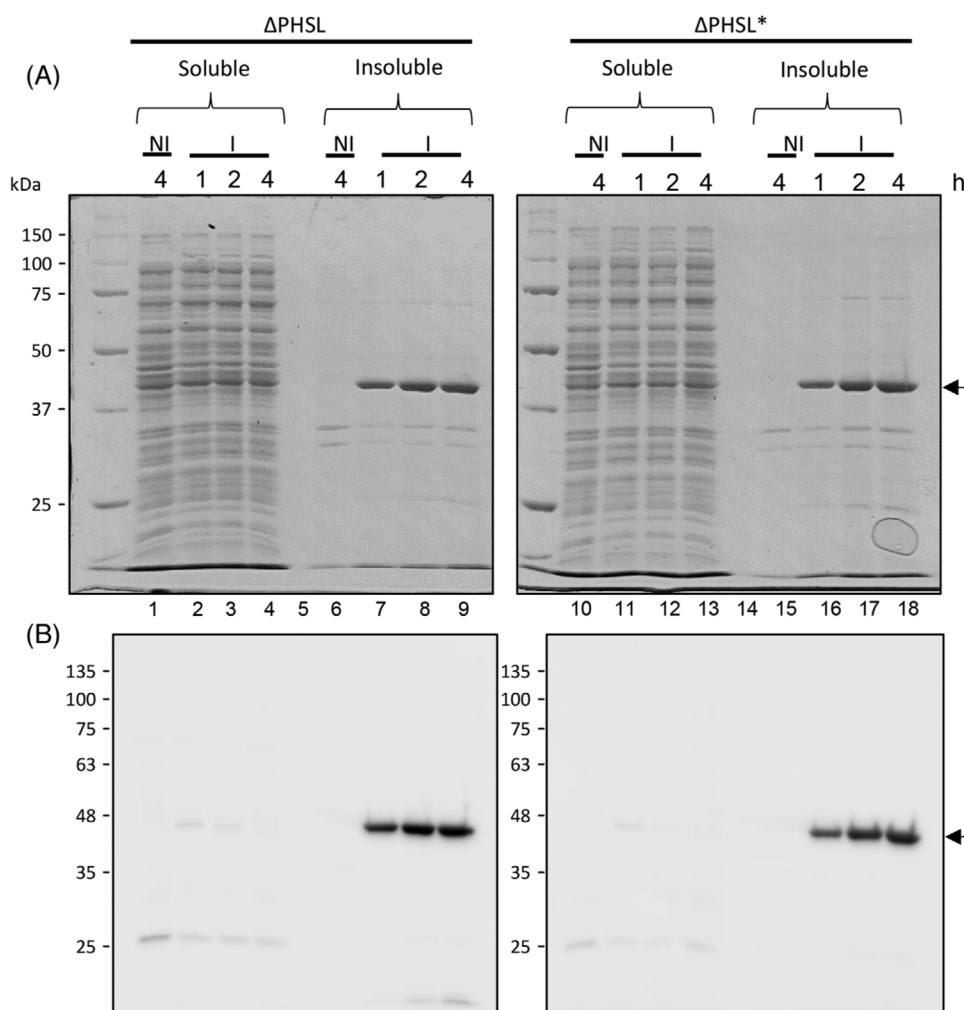 ΔPHSL ΔPHSL*
(A) Soluble Insoluble Soluble Insoluble
NI I NI I NI I NI I
kDa 4 1 2 4 4 1 2 4 4 1 2 4 4 1 2 4 h
150
100
75
50
37
25
1 2 3 4 5 6 7 8 9 10 11 12 13 14 15 16 17 18
(B)
135 135
100 100
75 75
63 63
48 48
35 35
25 25